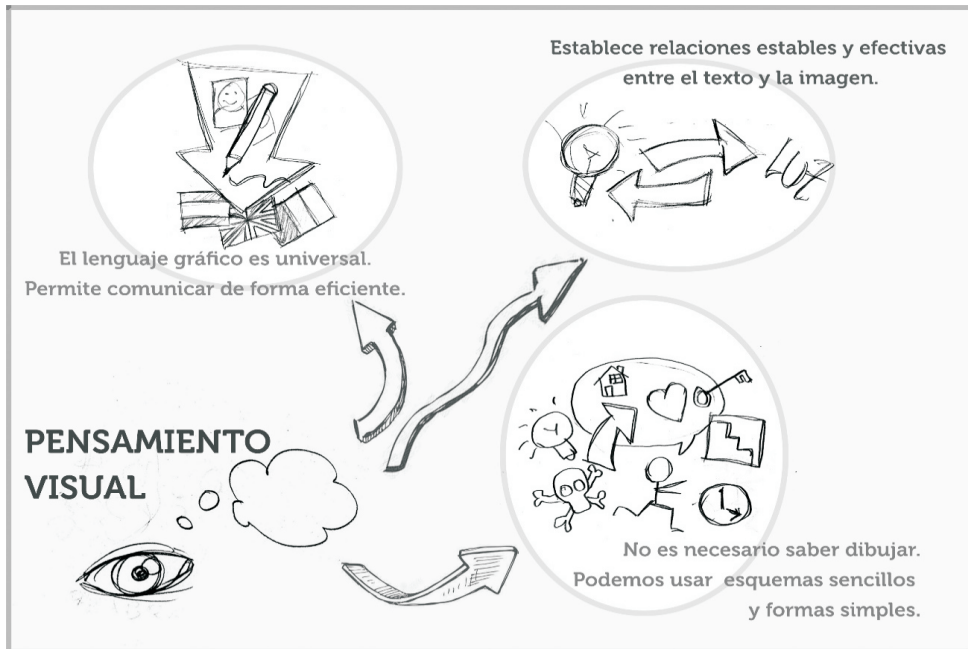 Establece relaciones estables y efectivas
entre el texto y la imagen.
LUZ
El lenguaje gráfico es universal.
Permite comunicar de forma eficiente.
PENSAMIENTO
VISUAL
No es necesario saber dibujar.
Podemos usar esquemas sencillos
y formas simples.